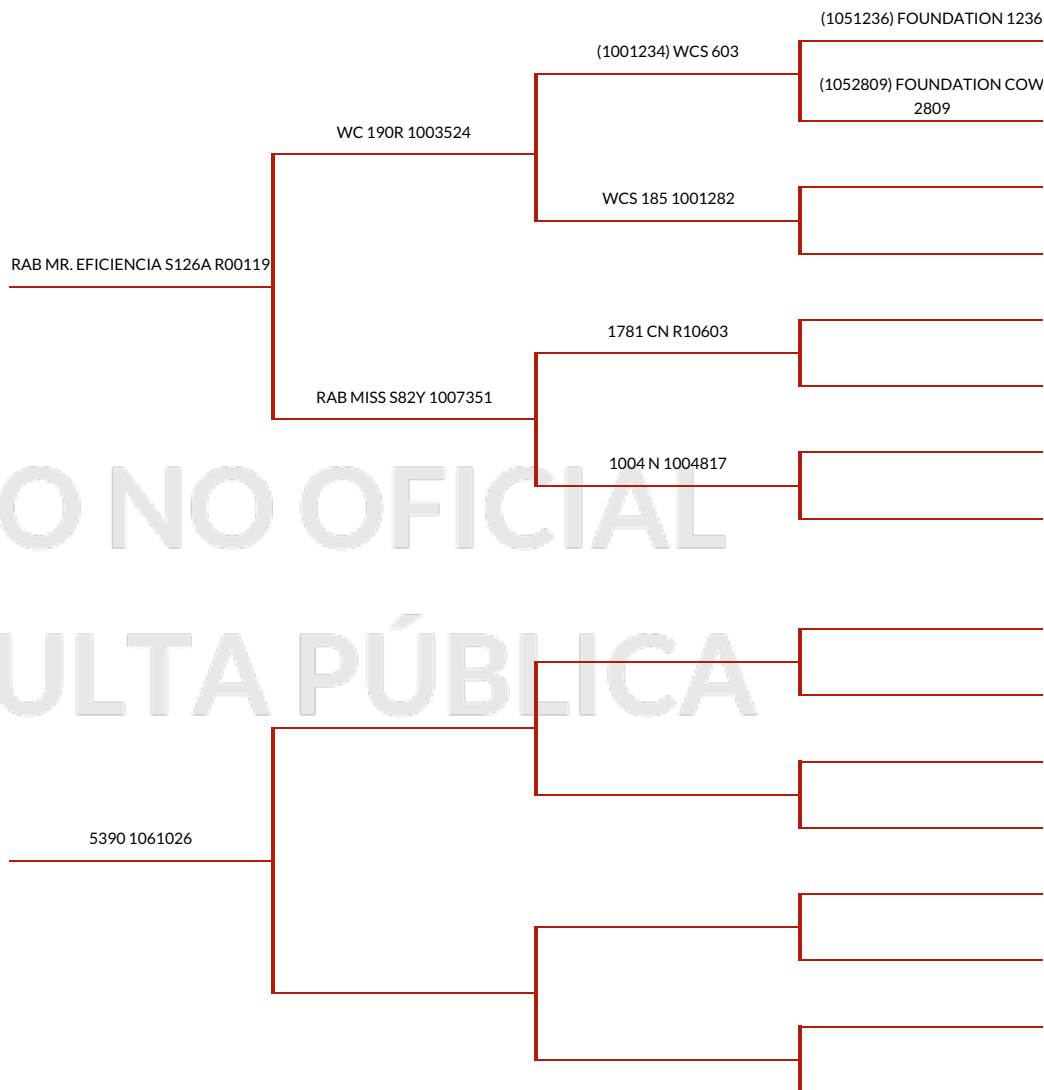 (1051236) FOUNDATION 1236
(1001234) WCS 603
(1052809) FOUNDATION COW
2809
WC 190R 1003524
WCS 185 1001282
RAB MR. EFICIENCIA S126A R00119
1781 CN R10603
RAB MISS S82Y 1007351
1004 N 1004817
O NO OFICIAL
ULTA PÚBLICA
5390 1061026